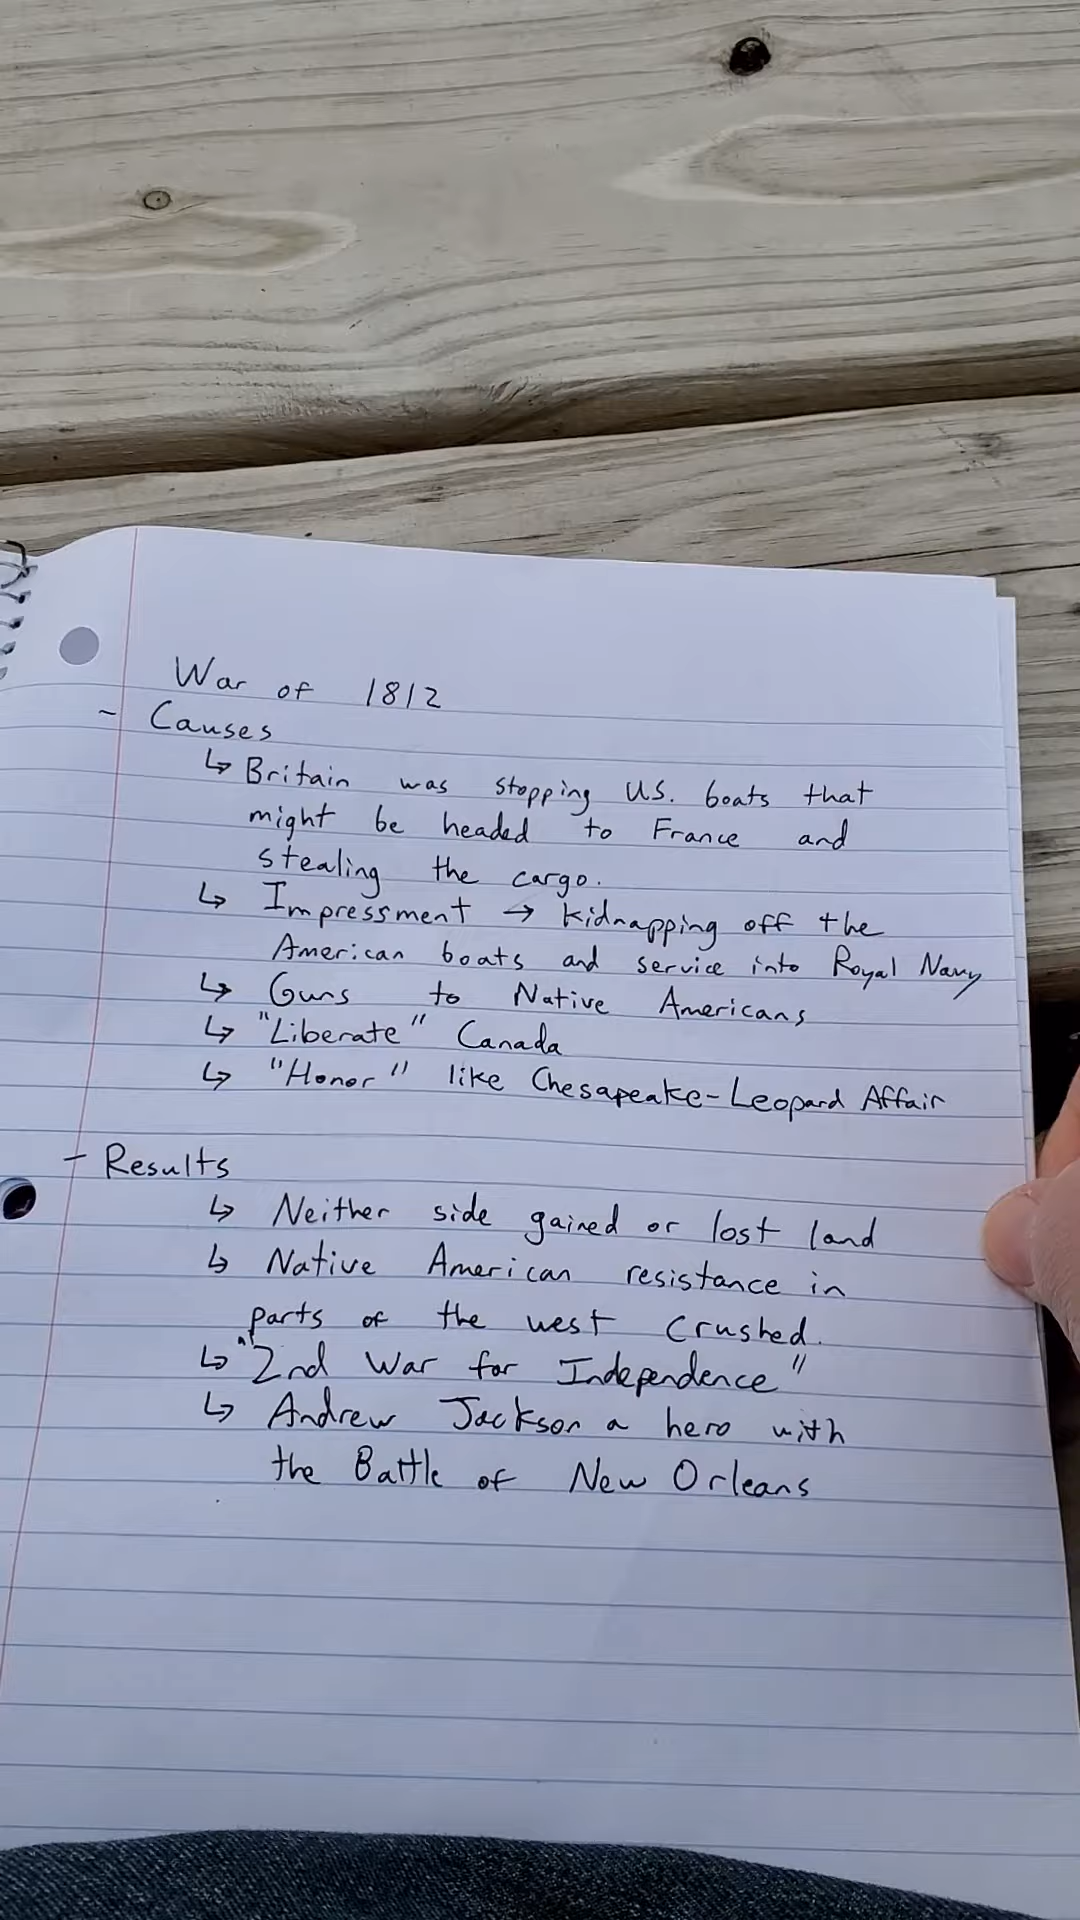 War of 1812
- Causes
↳ Britain was stopping U.S. boats that
might be headed to France and
stealing the cargo.
↳ Impressment → kidnapping off the
American boats and service into Royal Navy
↳ Guns to Native Americans
↳ "Liberate" Canada
↳ "Honor" like Chesapeake-Leopard Affair
- Results
↳ Neither side gained or lost land
↳ Native American resistance in
parts of the west crushed.
↳ "2nd War for Independence"
↳ Andrew Jackson a hero with
the Battle of New Orleans